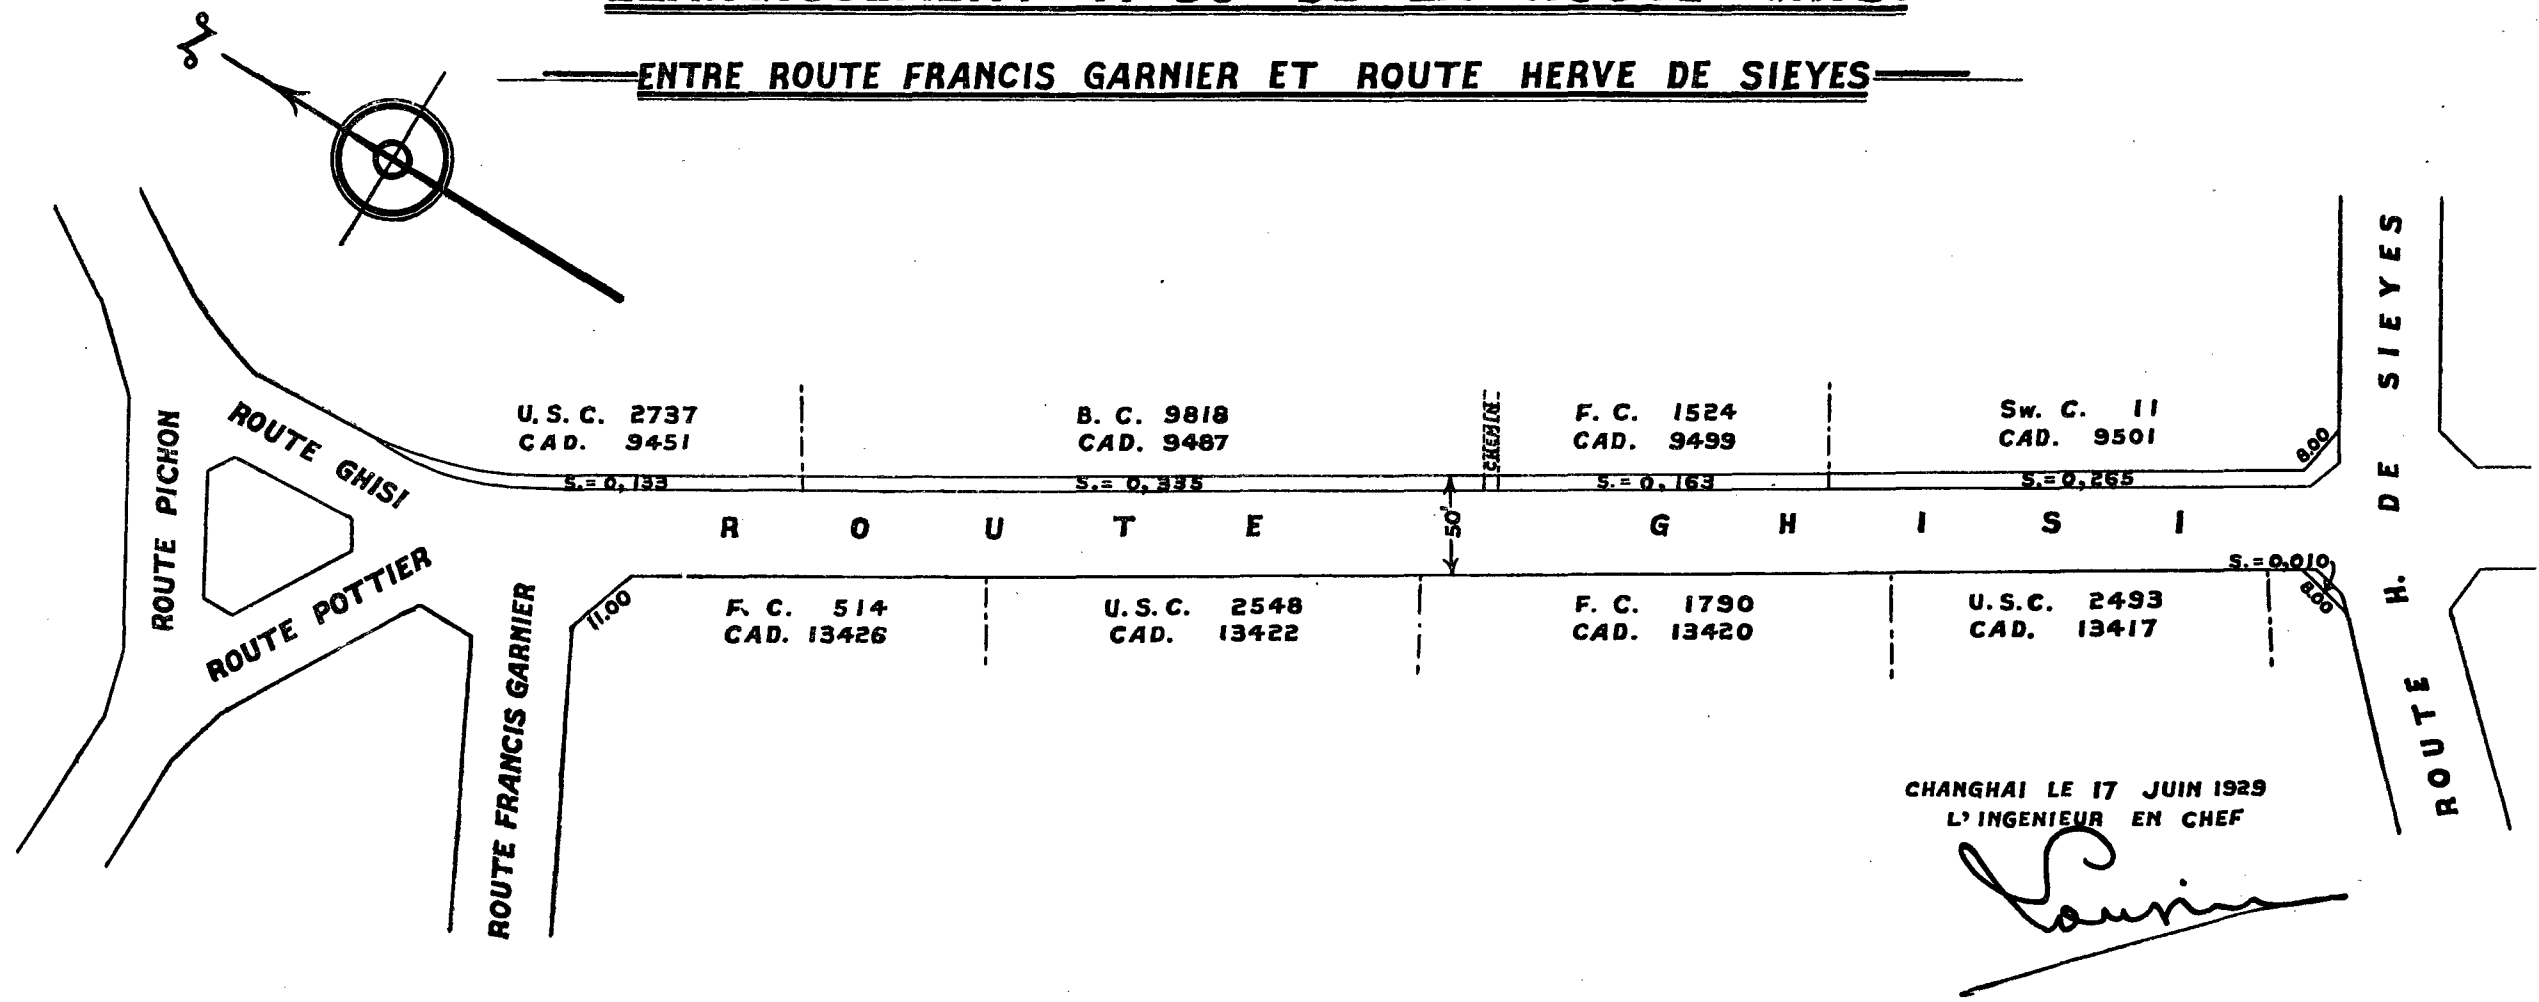 ENTRE ROUTE FRANCIS GARNIER ET ROUTE HERVE DE SIEYES
ROUTE PICHON
ROUTE GHISI
ROUTE POTTIER
ROUTE FRANCIS GARNIER
U.S.C. 2737
CAD. 9451
S.= 0,133
B. C. 9818
CAD. 9487
S.= 0,335
CHEMIN
F. C. 1524
CAD. 9499
S.= 0,163
Sw. C. 11
CAD. 9501
S.=0,265
8.00
ROUTE GHISI
50'
11.00
F. C. 514
CAD. 13426
U.S.C. 2548
CAD. 13422
F. C. 1790
CAD. 13420
U.S.C. 2493
CAD. 13417
S.=0,010
8.00
ROUTE H. DE SIEYES
CHANGHAI LE 17 JUIN 1929
L'INGENIEUR EN CHEF